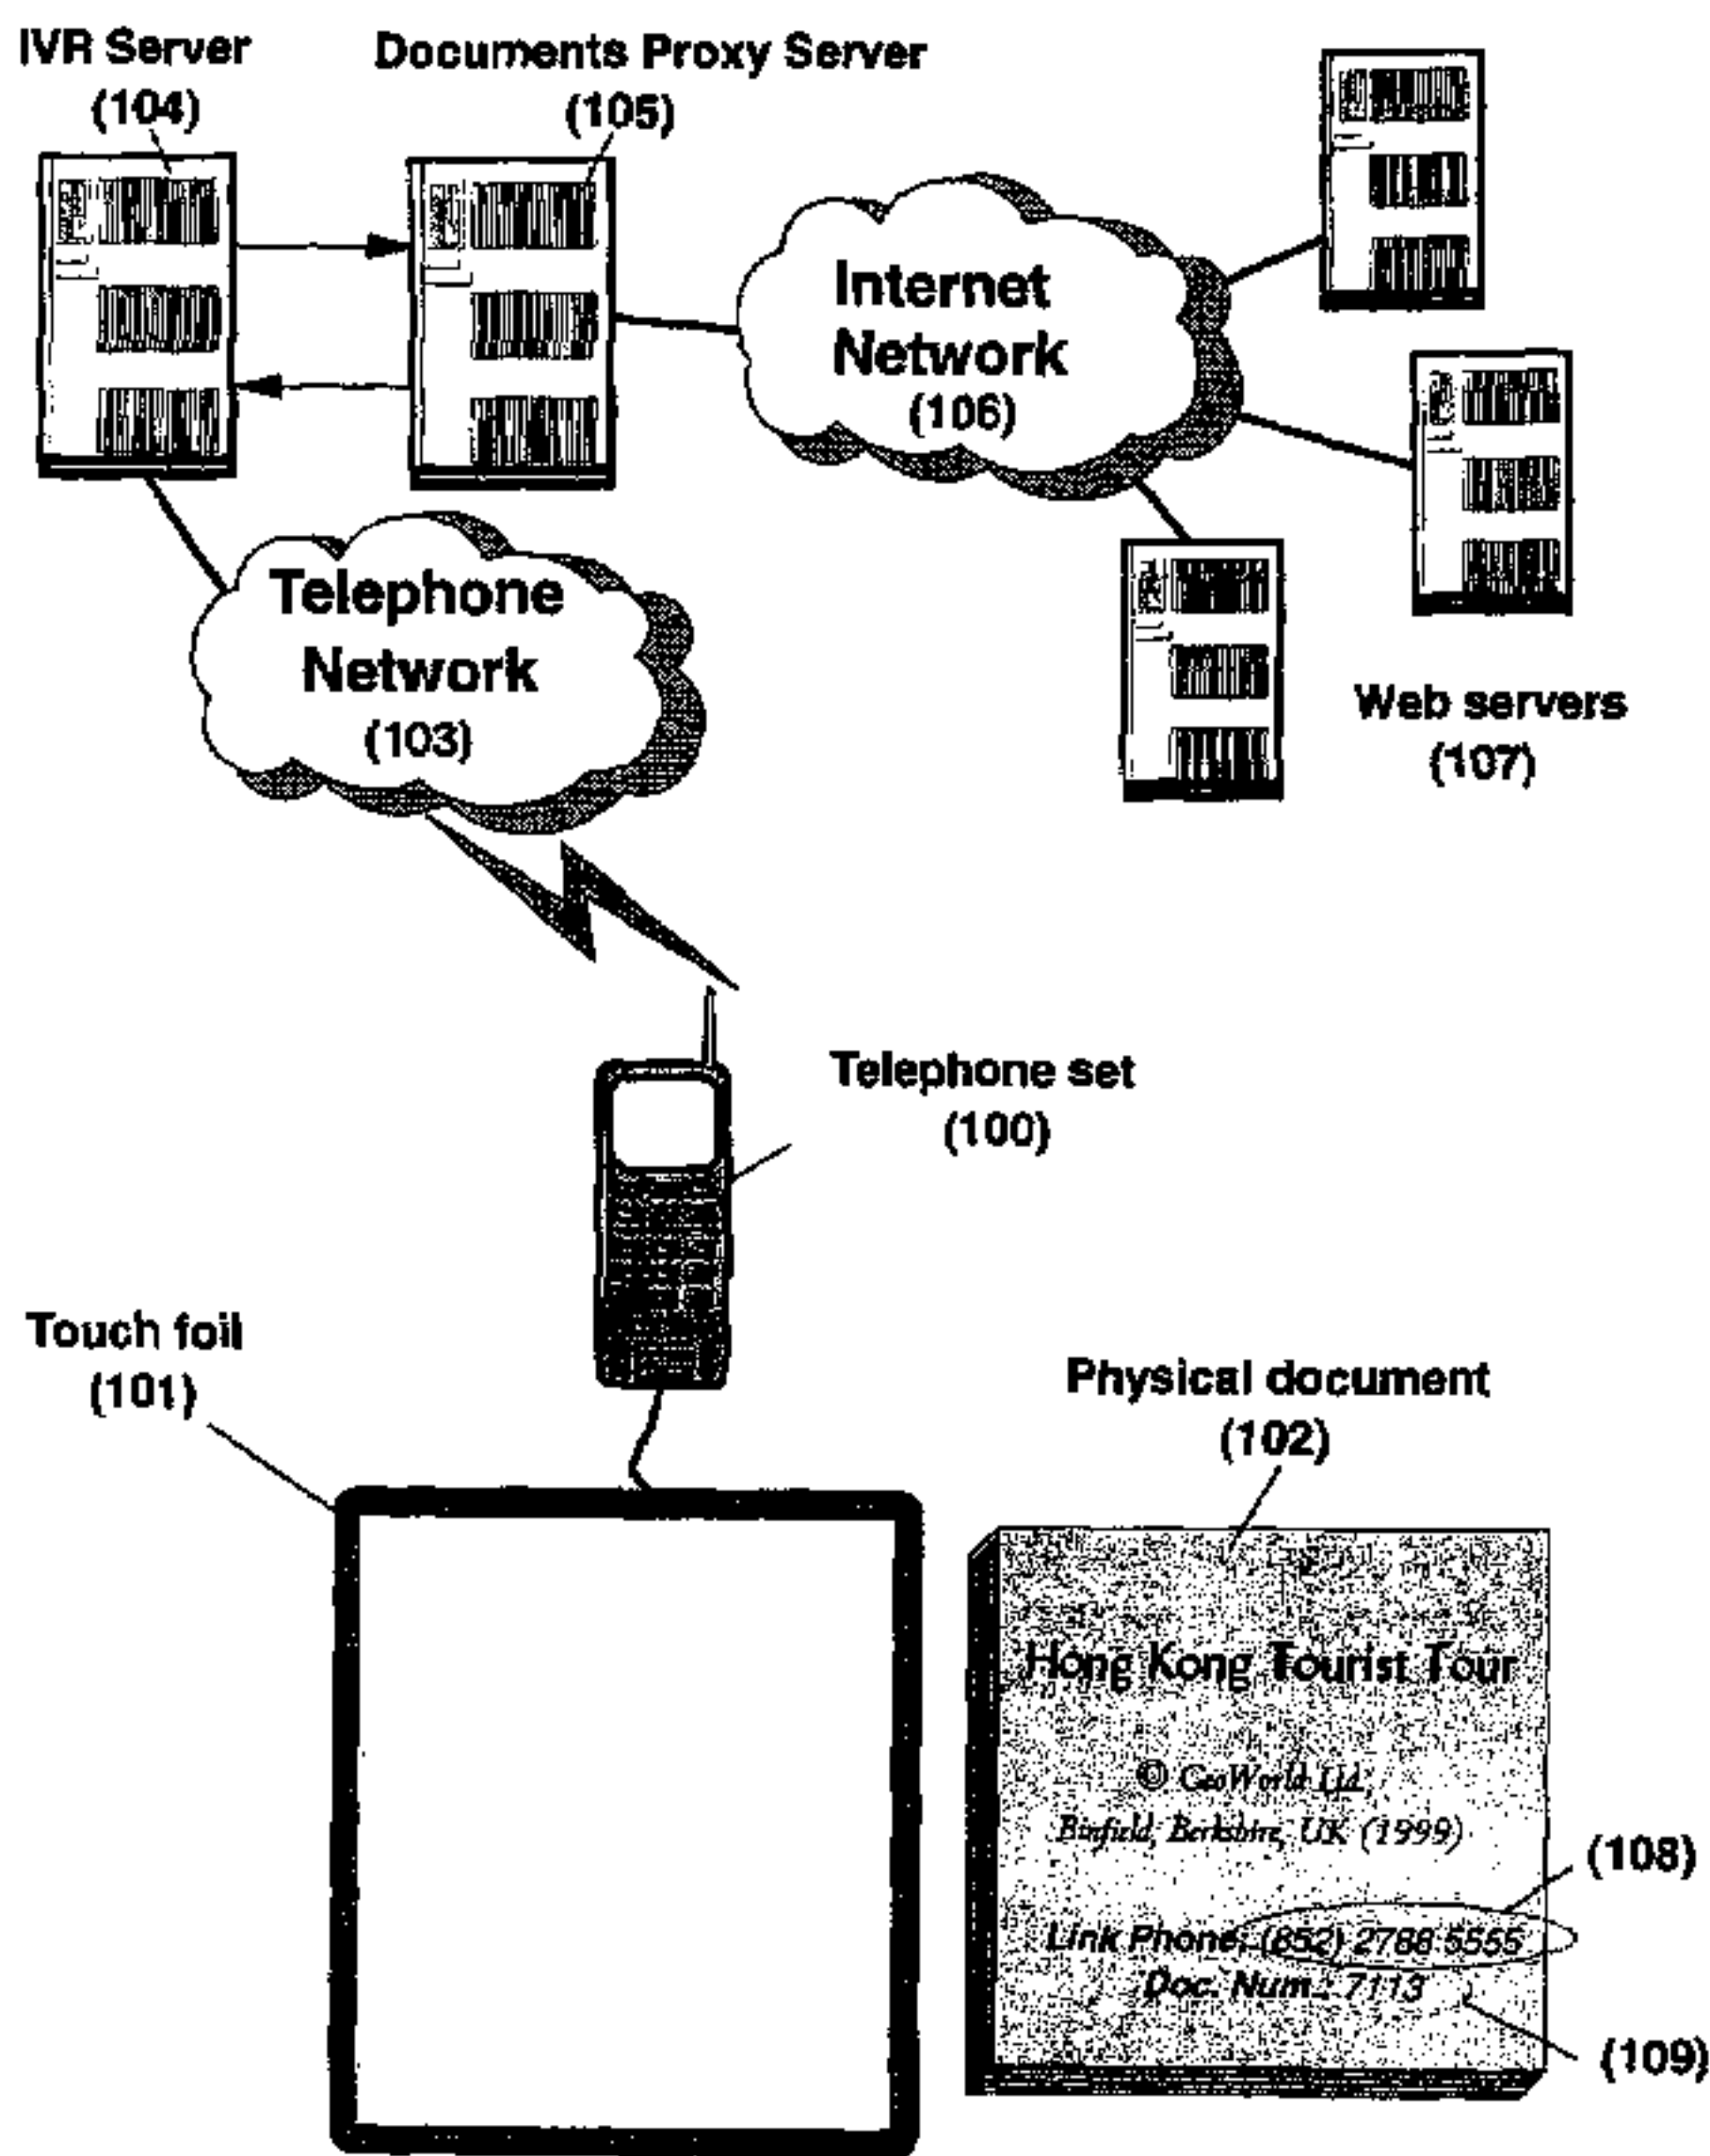 IVR Server
(104)
Documents Proxy Server
(105)
Internet
Network
(106)
Telephone
Network
(103)
Web servers
(107)
Telephone set
(100)
Touch foil
(101)
Physical document
(102)
Hong Kong Tourist Tour
© GeoWorld Ltd,
Binfield, Berkshire, UK (1999)
(108)
Link Phone: (852) 2788 5555
Doc. Num.: 7113
(109)